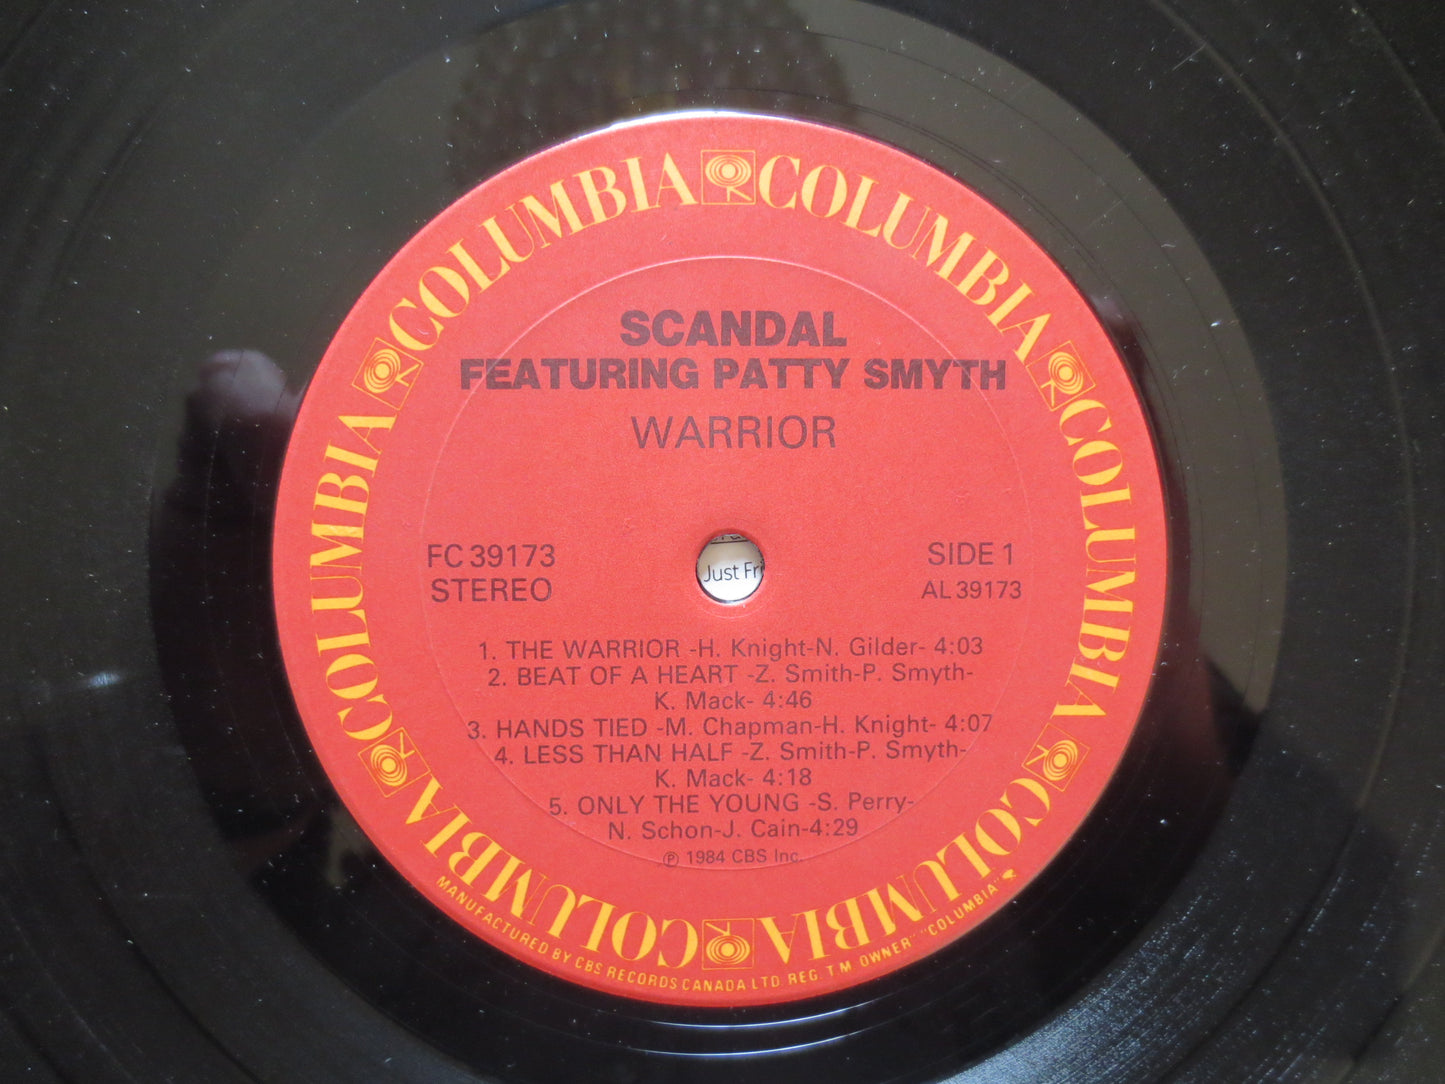 COLUMBIA COLUMBIA COLUMBIA COLUMBIA COLUMBIA COLUMBIA COLUMBIA COLUMBIA
SCANDAL
FEATURING PATTY SMYTH
WARRIOR
FC 39173
STEREO
SIDE 1
AL 39173
Just Fri
1. THE WARRIOR -H. Knight-N. Gilder- 4:03
2. BEAT OF A HEART -Z. Smith-P. Smyth-
K. Mack- 4:46
3. HANDS TIED -M. Chapman-H. Knight- 4:07
4. LESS THAN HALF -Z. Smith-P. Smyth-
K. Mack- 4:18
5. ONLY THE YOUNG -S. Perry-
N. Schon-J. Cain-4:29
℗ 1984 CBS Inc.
MANUFACTURED BY CBS RECORDS CANADA LTD REG. T M OWNER "COLUMBIA"